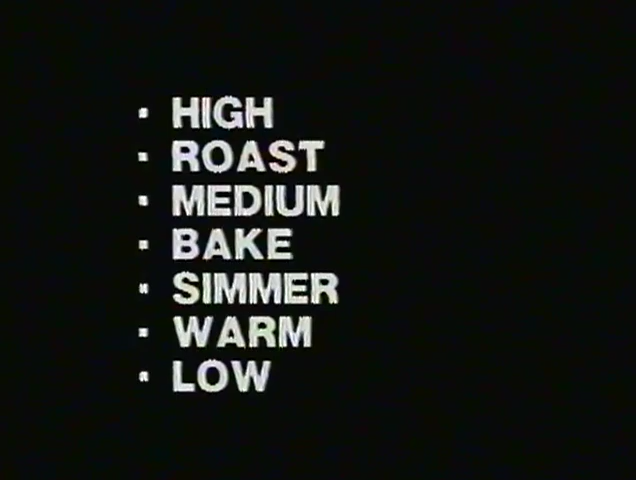 ▪ HIGH
▪ ROAST
▪ MEDIUM
▪ BAKE
▪ SIMMER
▪ WARM
▪ LOW